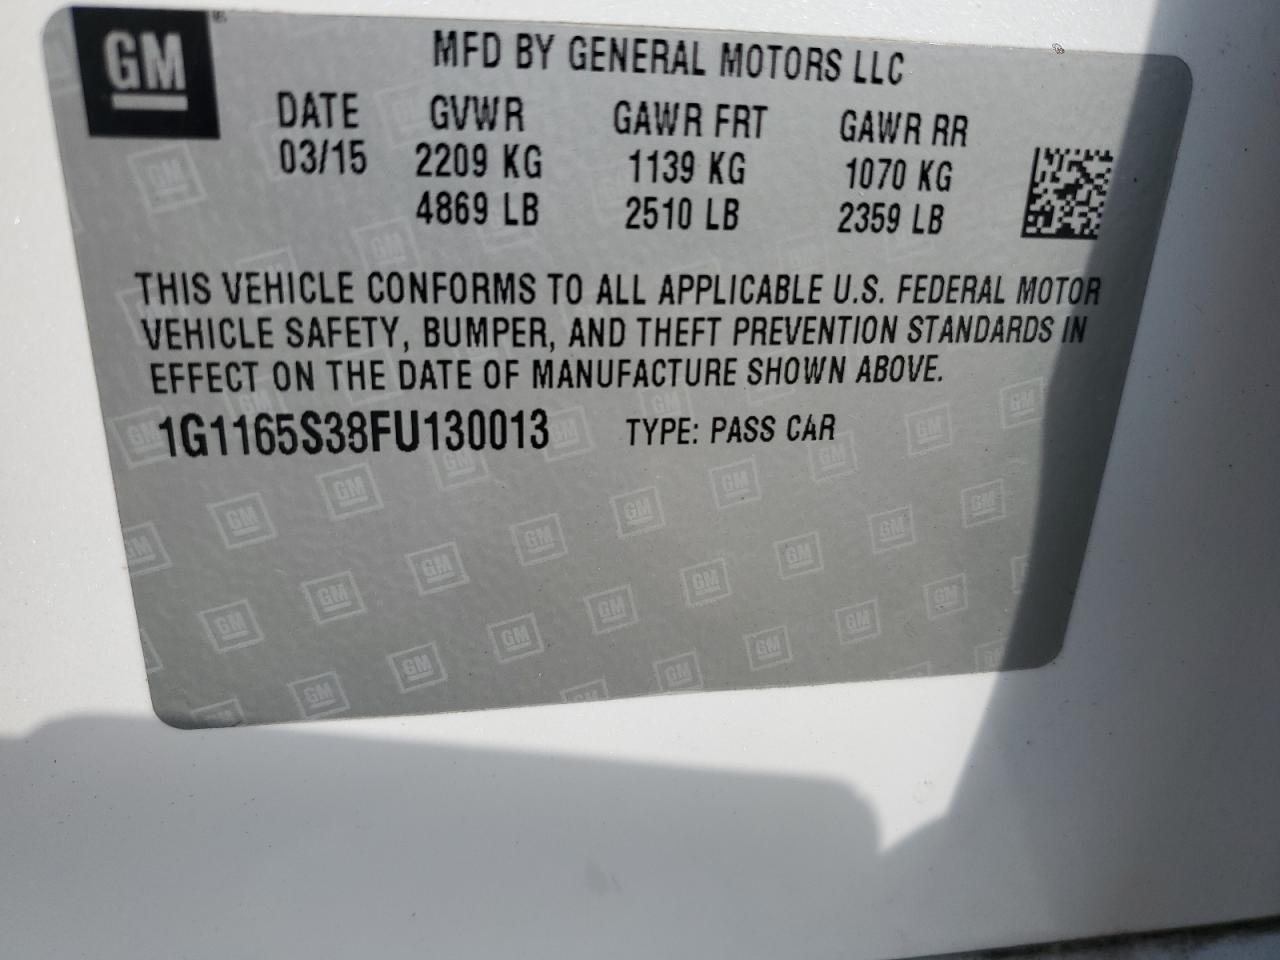 GM
MFD BY GENERAL MOTORS LLC
DATE GVWR GAWR FRT GAWR RR
03/15 2209 KG 1139 KG 1070 KG
4869 LB 2510 LB 2359 LB
THIS VEHICLE CONFORMS TO ALL APPLICABLE U.S. FEDERAL MOTOR
VEHICLE SAFETY, BUMPER, AND THEFT PREVENTION STANDARDS IN
EFFECT ON THE DATE OF MANUFACTURE SHOWN ABOVE.
1G1165S38FU130013 TYPE: PASS CAR